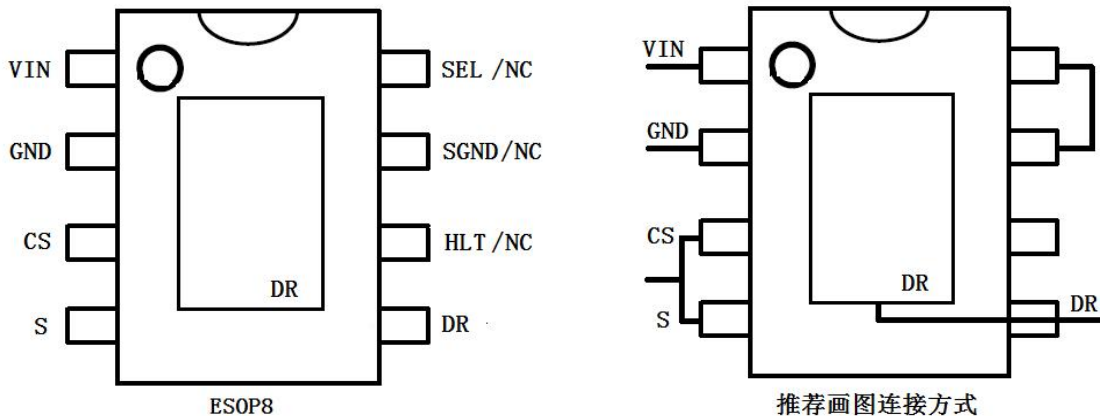 VIN
GND
CS
S
SEL /NC
SGND/NC
HLT /NC
DR
DR
ESOP8
VIN
GND
CS
S
DR
DR
推荐画图连接方式